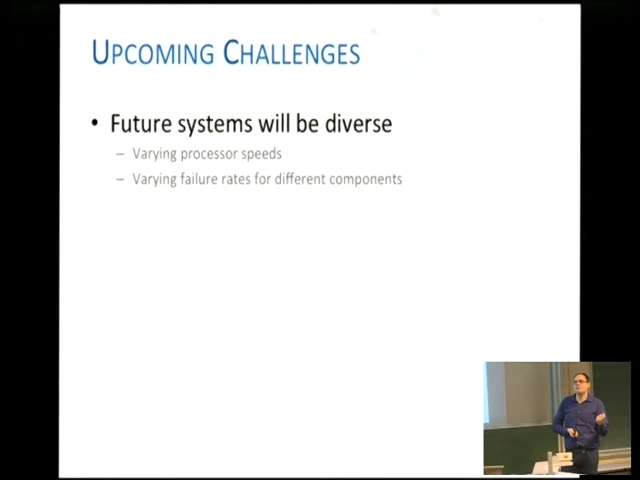 UPCOMING CHALLENGES
• Future systems will be diverse
– Varying processor speeds
– Varying failure rates for different components